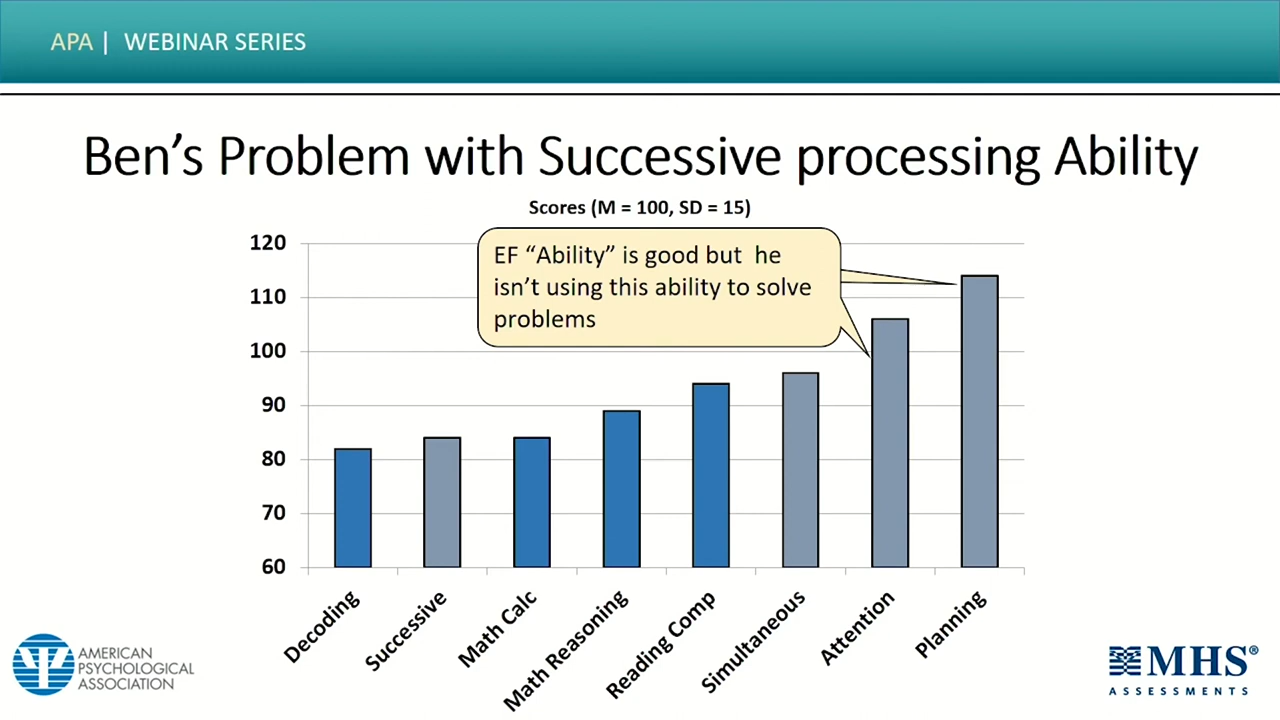 APA | WEBINAR SERIES
Ben’s Problem with Successive processing Ability
Scores (M = 100, SD = 15)
EF “Ability” is good but he
isn’t using this ability to solve
problems
120
110
100
90
80
70
60
Decoding
Successive
Math Calc
Math Reasoning
Reading Comp
Simultaneous
Attention
Planning
AMERICAN
PSYCHOLOGICAL
ASSOCIATION
MHS®
ASSESSMENTS